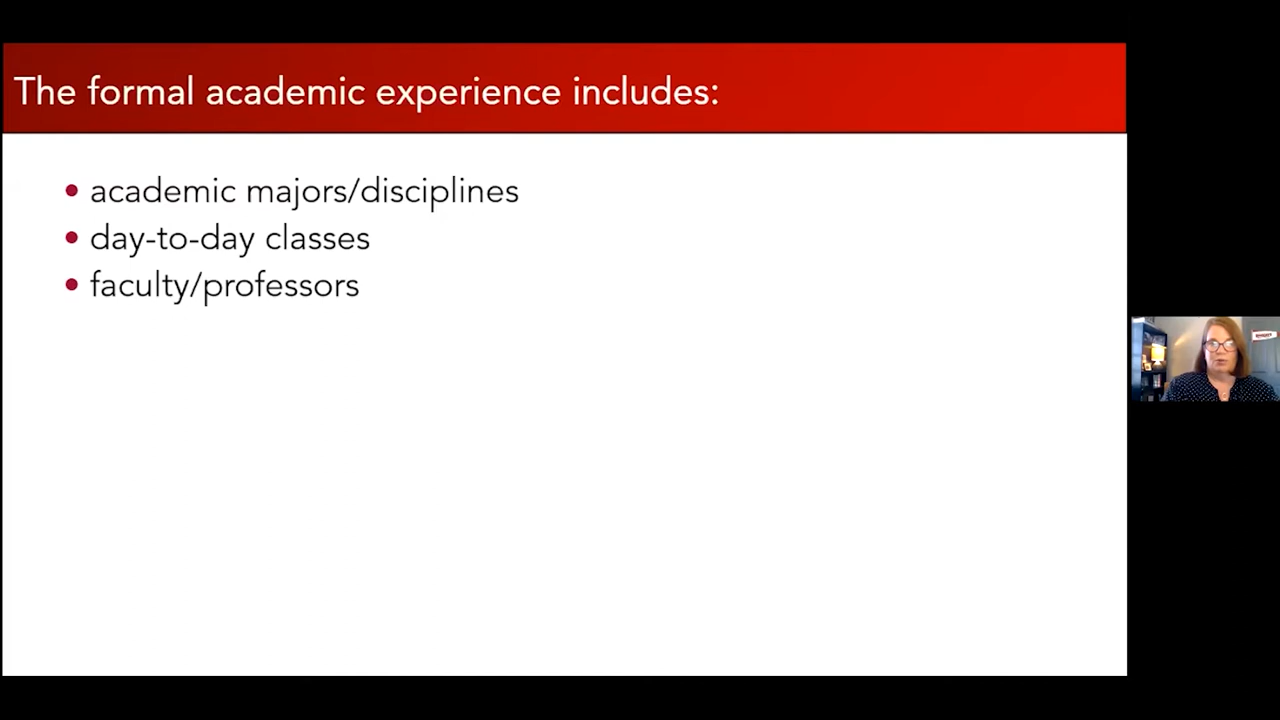 The formal academic experience includes:
• academic majors/disciplines
• day-to-day classes
• faculty/professors